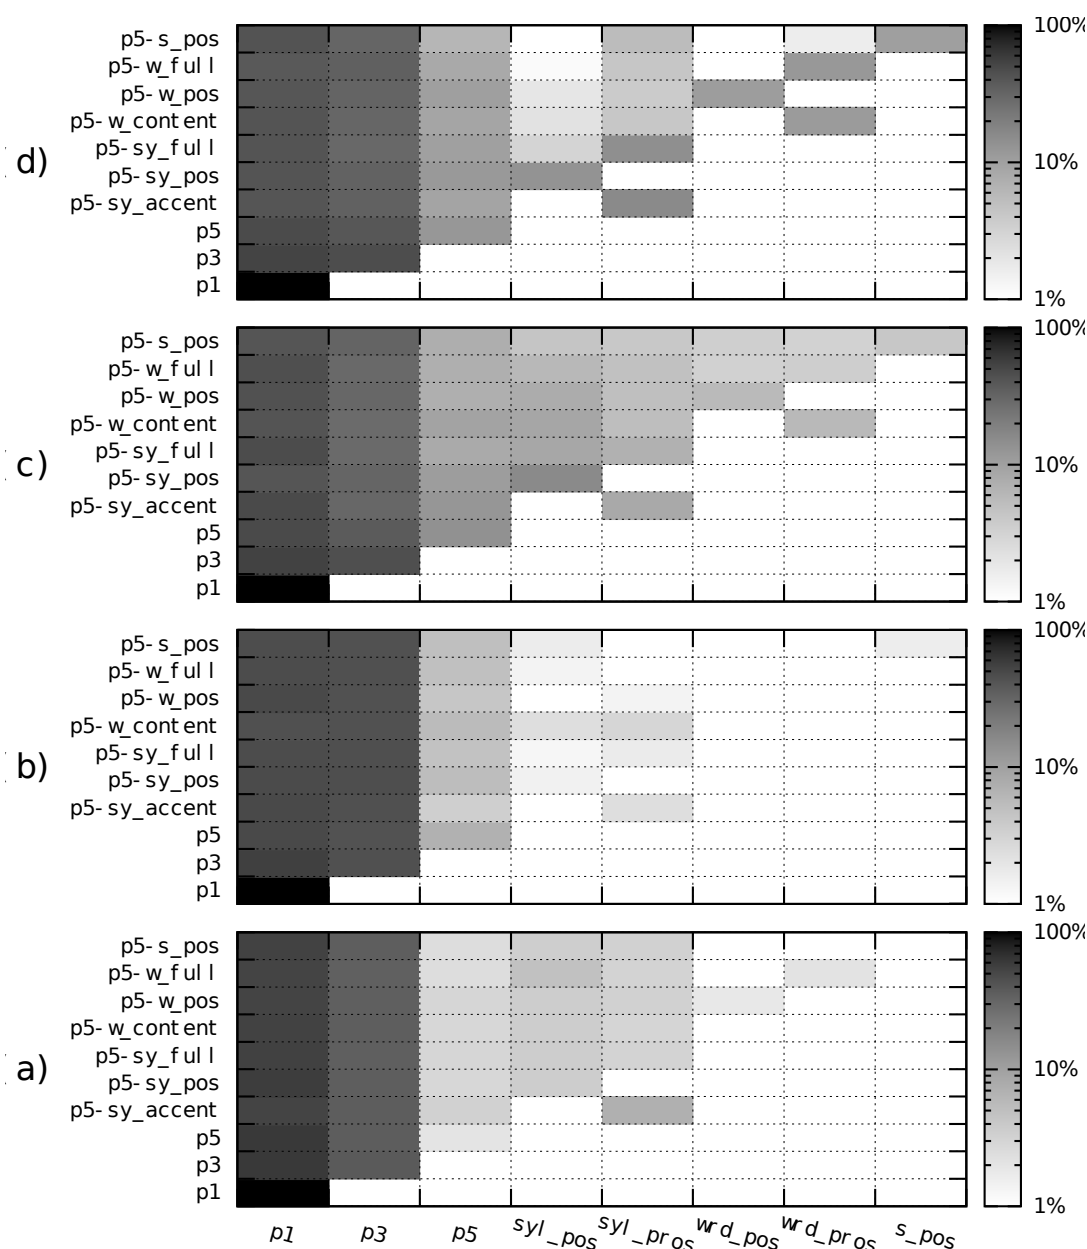 100%
p5-s_pos
p5-w_full
p5-w_pos
p5-w_content
d)
p5-sy_full
10%
p5-sy_pos
p5-sy_accent
p5
p3
p1
1%
100%
p5-s_pos
p5-w_full
p5-w_pos
p5-w_content
c)
p5-sy_full
10%
p5-sy_pos
p5-sy_accent
p5
p3
p1
1%
100%
p5-s_pos
p5-w_full
p5-w_pos
p5-w_content
b)
p5-sy_full
10%
p5-sy_pos
p5-sy_accent
p5
p3
p1
1%
100%
p5-s_pos
p5-w_full
p5-w_pos
p5-w_content
a)
p5-sy_full
10%
p5-sy_pos
p5-sy_accent
p5
p3
p1
1%
p1 p3 p5 syl_pos syl_pros wrd_pos wrd_pros s_pos